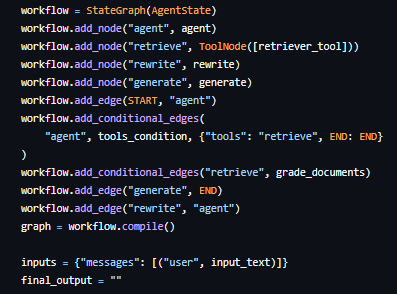 workflow = StateGraph(AgentState)
workflow.add_node("agent", agent)
workflow.add_node("retrieve", ToolNode([retriever_tool]))
workflow.add_node("rewrite", rewrite)
workflow.add_node("generate", generate)
workflow.add_edge(START, "agent")
workflow.add_conditional_edges(
    "agent", tools_condition, {"tools": "retrieve", END: END}
)
workflow.add_conditional_edges("retrieve", grade_documents)
workflow.add_edge("generate", END)
workflow.add_edge("rewrite", "agent")
graph = workflow.compile()

inputs = {"messages": [("user", input_text)]}
final_output = ""